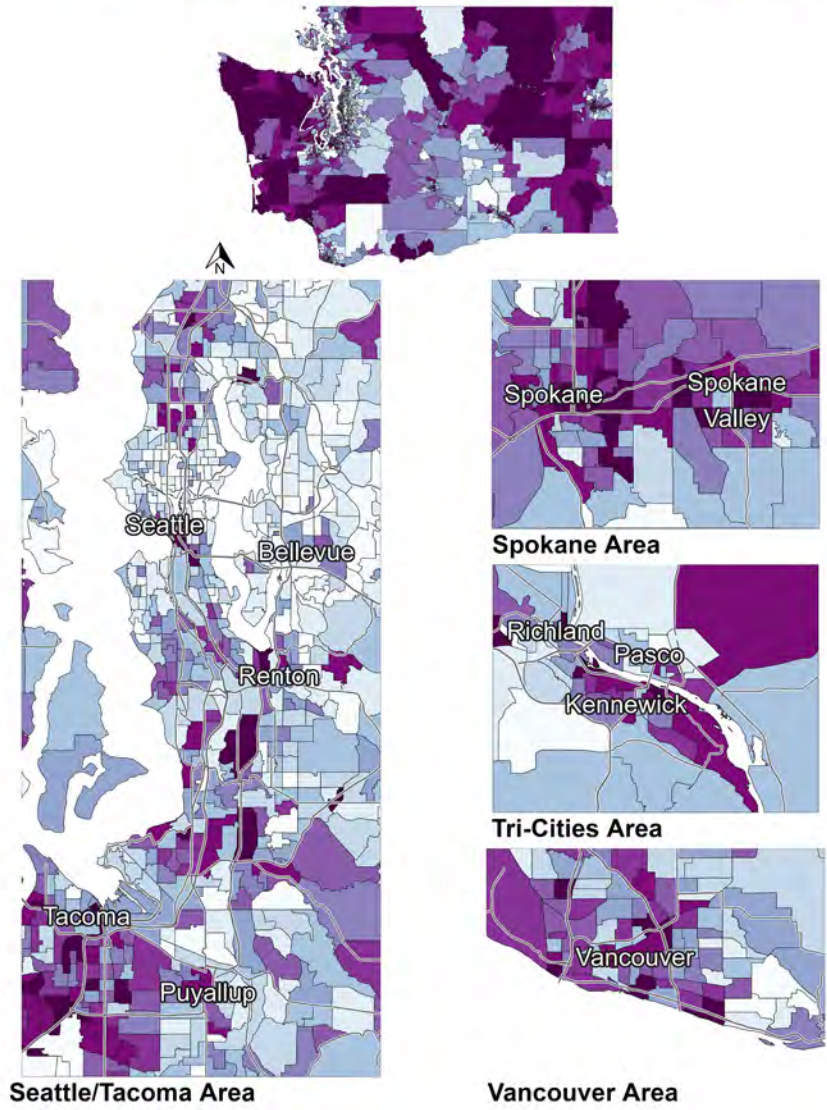 N
Seattle
Bellevue
Renton
Tacoma
Puyallup
Seattle/Tacoma Area
Spokane
Spokane
Valley
Spokane Area
Richland
Pasco
Kennewick
Tri-Cities Area
Vancouver
Vancouver Area